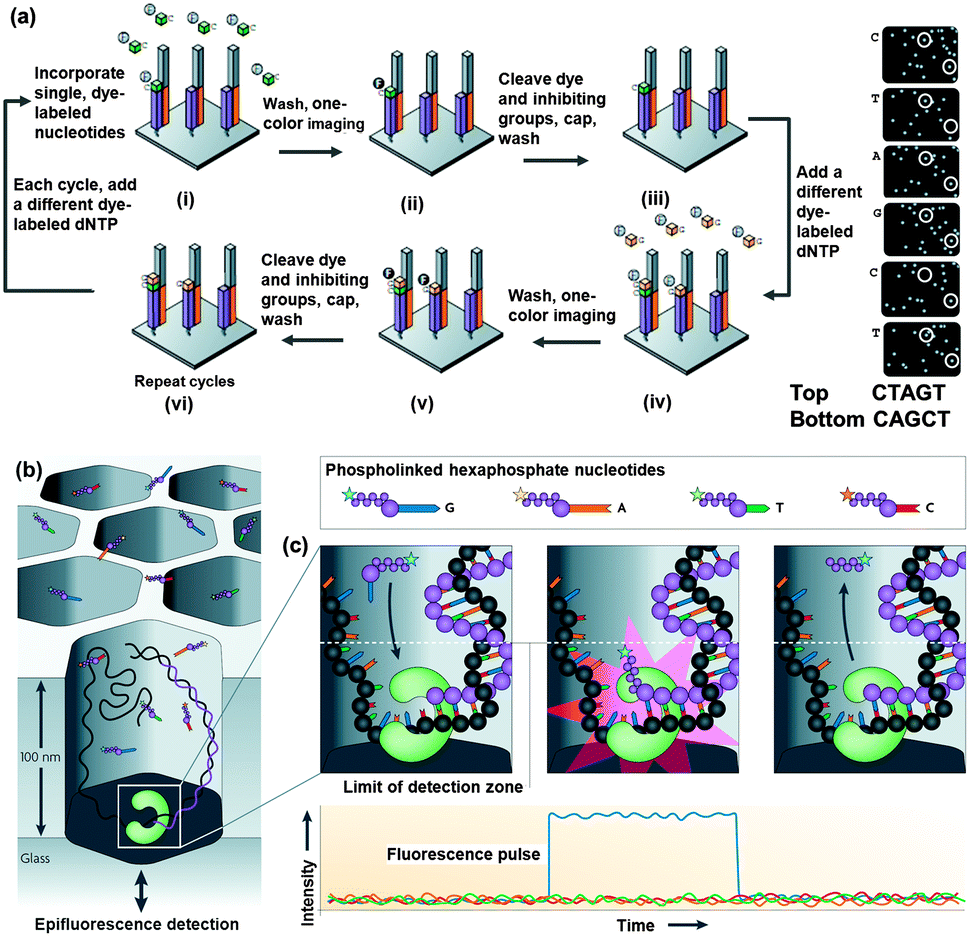 (a)
Incorporate
single, dye-
labeled
nucleotides
Wash, one-
color imaging
Cleave dye
and inhibiting
groups, cap,
wash
(i)
(ii)
(iii)
Each cycle, add
a different dye-
labeled dNTP
Add a
different
dye-
labeled
dNTP
Cleave dye
and inhibiting
groups, cap,
wash
Wash, one-
color imaging
Repeat cycles
(vi)
(v)
(iv)
C
T
A
G
C
T
Top CTAGT
Bottom CAGCT
(b)
100 nm
Glass
Epifluorescence detection
Phospholinked hexaphosphate nucleotides
G
A
T
C
(c)
Limit of detection zone
Intensity
Fluorescence pulse
Time